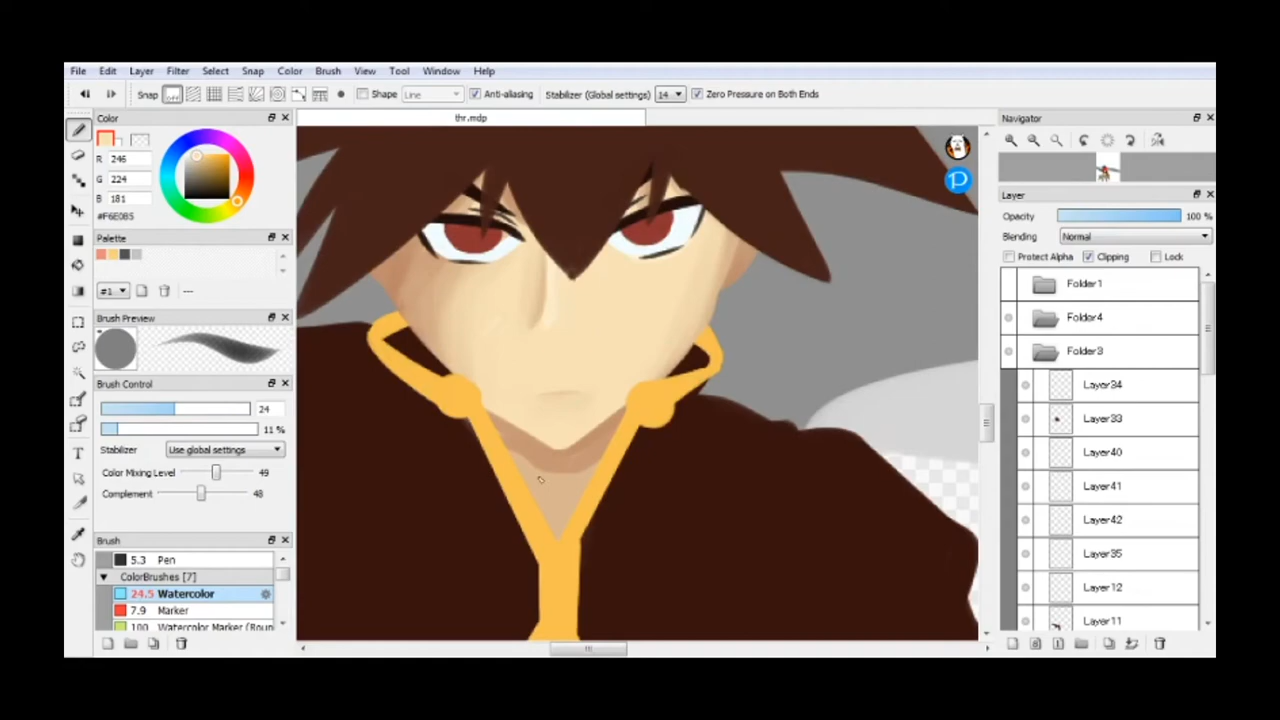 File Edit Layer Filter Select Snap Color Brush View Tool Window Help
Snap off Shape Line Anti-aliasing Stabilizer (Global settings) 14 Zero Pressure on Both Ends
Color
R 246
G 224
B 181
#F6E0B5
Palette
#1
---
Brush Preview
Brush Control
24
11 %
Stabilizer Use global settings
Color Mixing Level 49
Complement 48
Brush
5.3 Pen
ColorBrushes [7]
24.5 Watercolor
7.9 Marker
100 Watercolor Marker (Roun
thr.mdp
P
Navigator
Layer
Opacity 100 %
Blending Normal
Protect Alpha Clipping Lock
Folder1
Folder4
Folder3
Layer34
Layer33
Layer40
Layer41
Layer42
Layer35
Layer12
Layer11